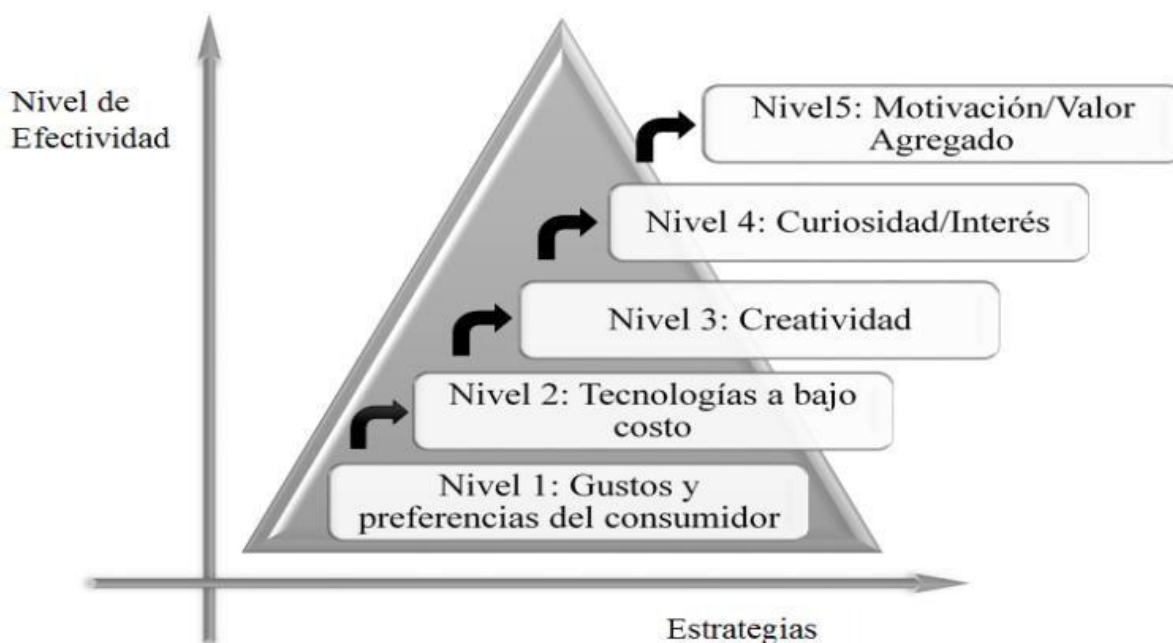 Nivel de
Efectividad
Nivel5: Motivación/Valor
Agregado
Nivel 4: Curiosidad/Interés
Nivel 3: Creatividad
Nivel 2: Tecnologías a bajo
costo
Nivel 1: Gustos y
preferencias del consumidor
Estrategias